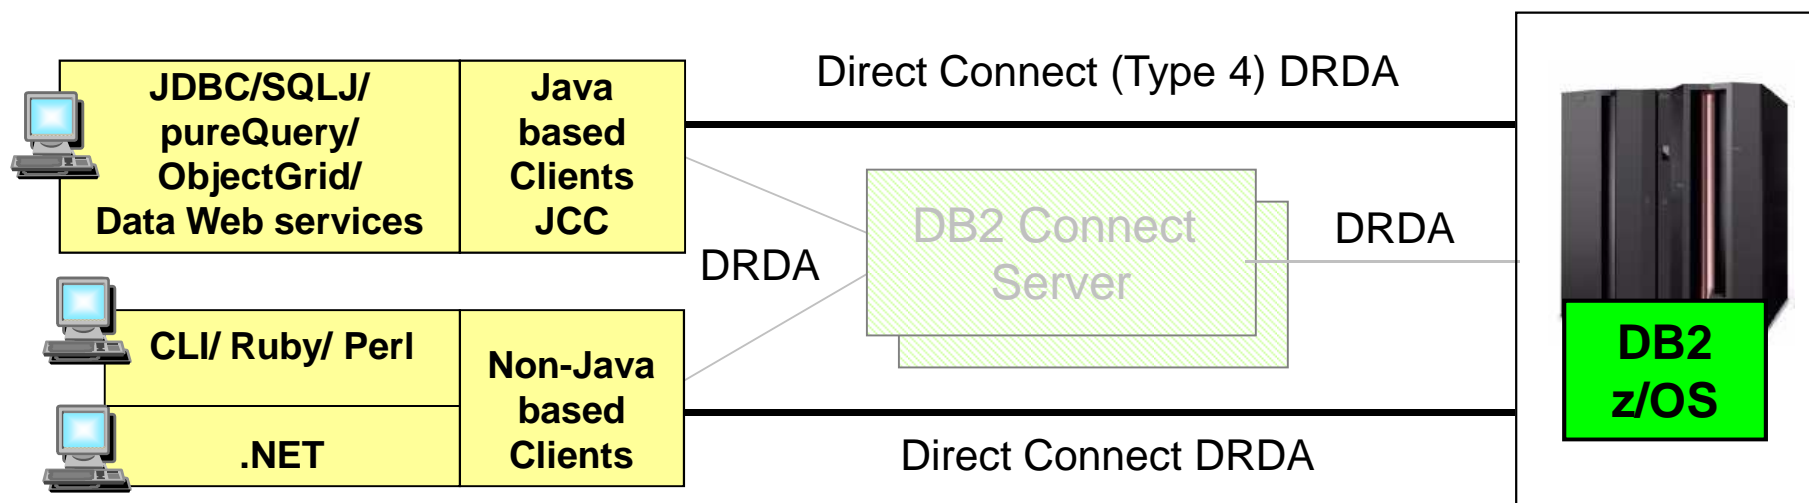 JDBC/SQLJ/
pureQuery/
ObjectGrid/
Data Web services
Java
based
Clients
JCC
Direct Connect (Type 4) DRDA
DRDA
DB2 Connect
Server
DRDA
CLI/ Ruby/ Perl
.NET
Non-Java
based
Clients
Direct Connect DRDA
DB2
z/OS